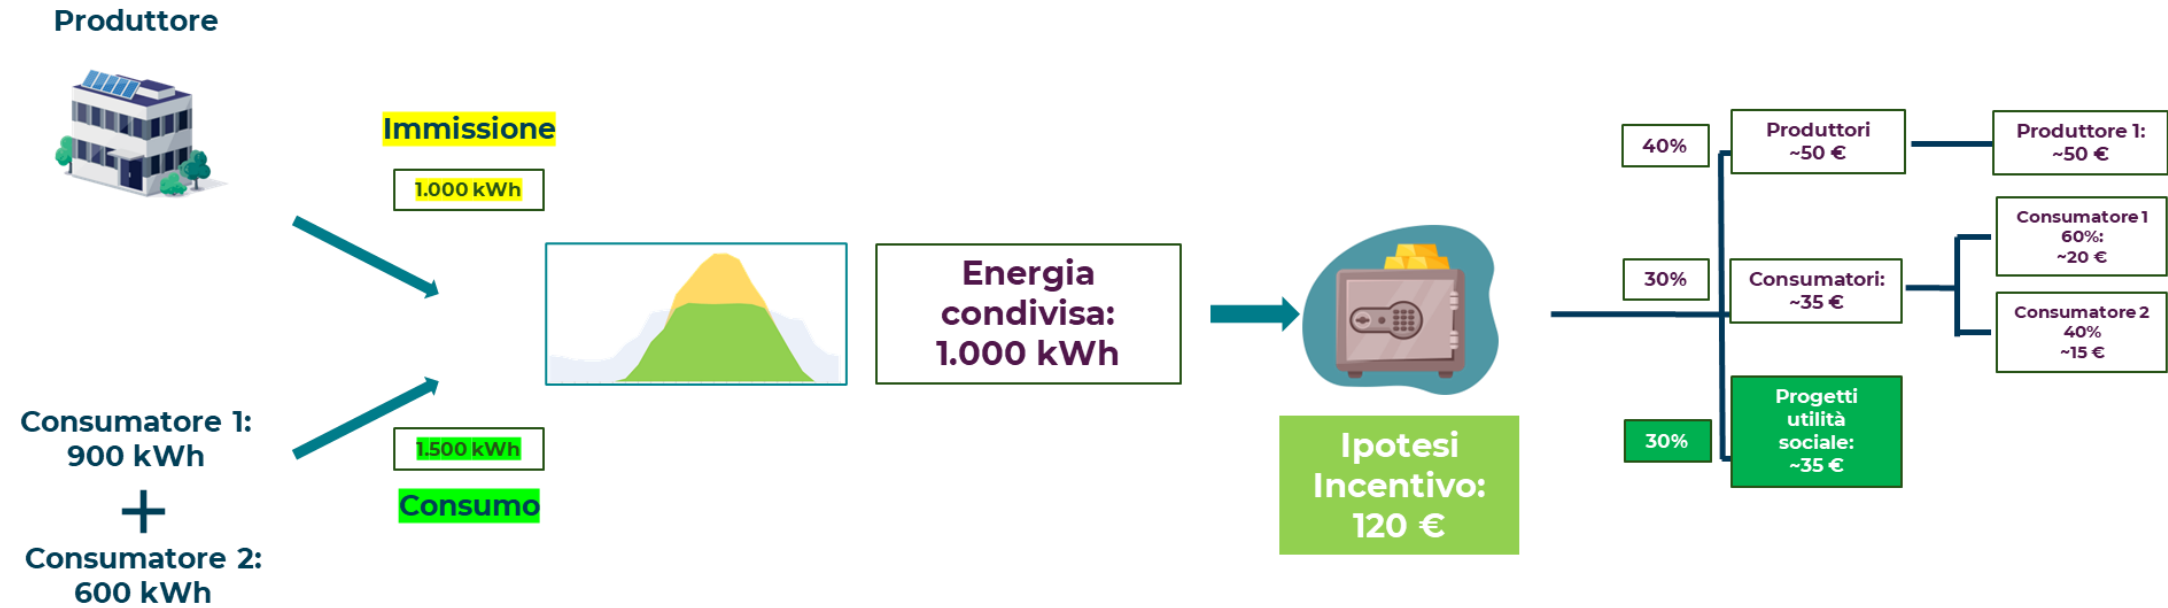 Produttore
Immissione
1.000 kWh
Consumatore 1:
900 kWh
+
Consumatore 2:
600 kWh
1.500 kWh
Consumo
Energia
condivisa:
1.000 kWh
Ipotesi
Incentivo:
120 €
40%
Produttori
~50 €
Produttore 1:
~50 €
30%
Consumatori:
~35 €
Consumatore 1
60%:
~20 €
Consumatore 2
40%
~15 €
30%
Progetti
utilità
sociale:
~35 €